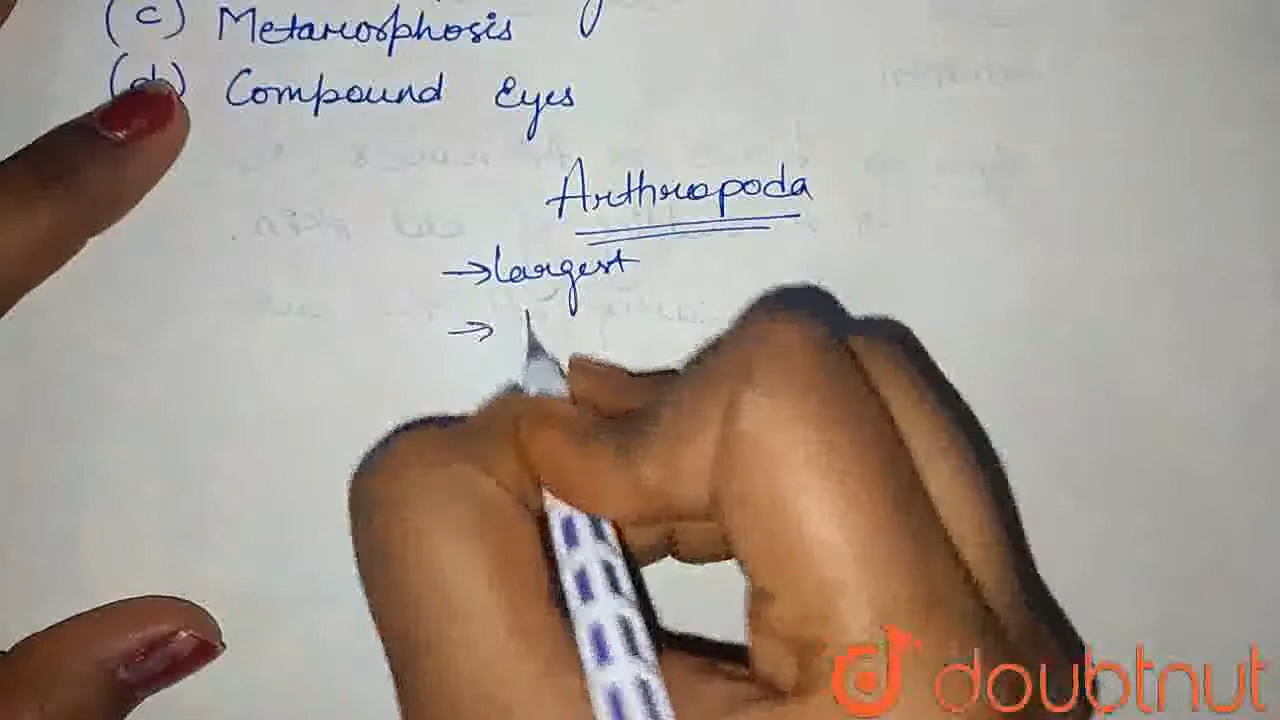 (c) Metamorphosis
(d) Compound Eyes
Arthropoda
→ largest
→
doubtnut